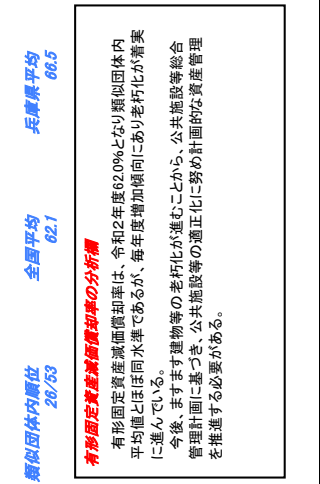 類似団体内順位
26/53
全国平均
62.1
兵庫県平均
66.5
有形固定資産減価償却率の分析欄
有形固定資産減価償却率は、令和2年度62.0%となり類似団体内
平均値とほぼ同水準であるが、毎年度増加傾向にあり老朽化が着実
に進んでいる。
今後、ますます建物等の老朽化が進むことから、公共施設等総合
管理計画に基づき、公共施設等の適正化に努め計画的な資産管理
を推進する必要がある。